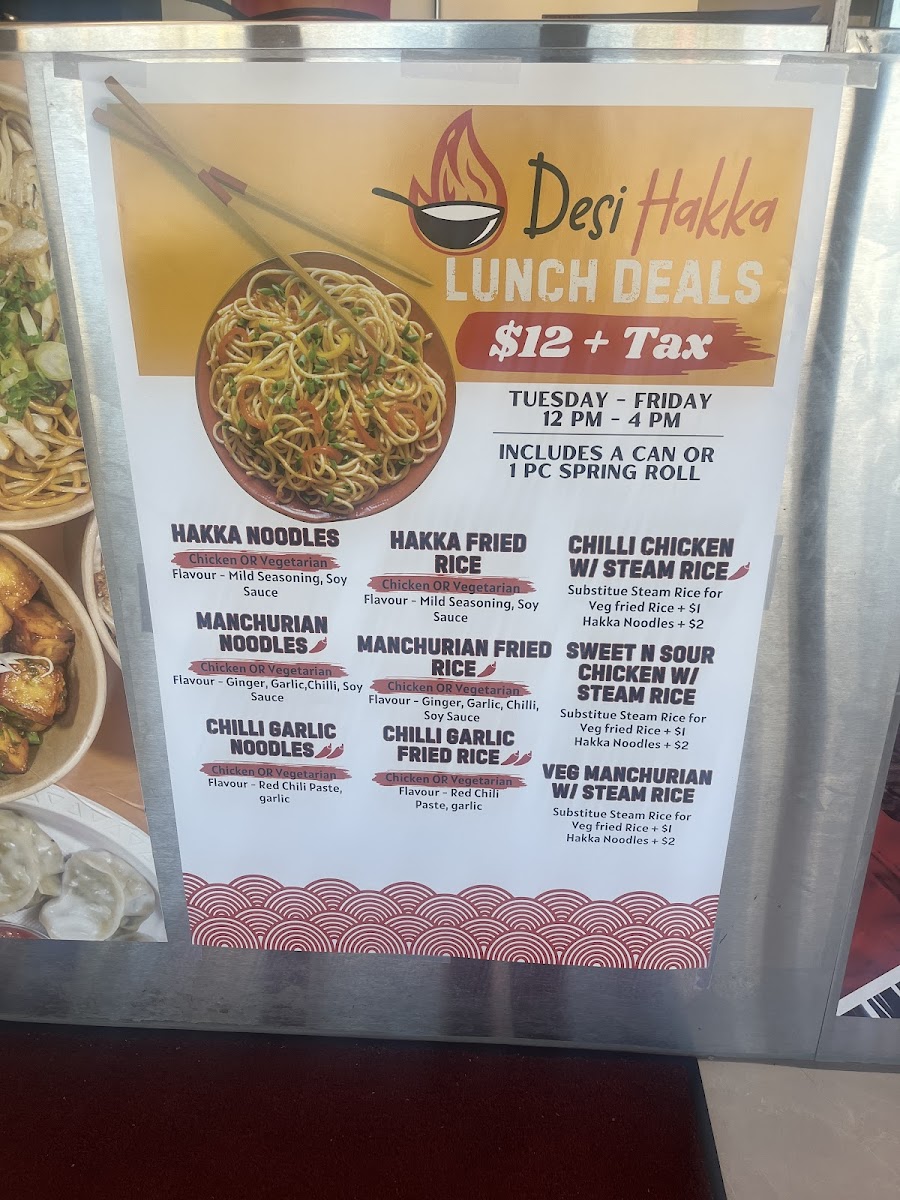 Desi Hakka
LUNCH DEALS
$12 + Tax
TUESDAY - FRIDAY
12 PM - 4 PM
INCLUDES A CAN OR
1 PC SPRING ROLL
HAKKA NOODLES
Chicken OR Vegetarian
Flavour - Mild Seasoning, Soy
Sauce
MANCHURIAN
NOODLES
Chicken OR Vegetarian
Flavour - Ginger, Garlic,Chilli, Soy
Sauce
CHILLI GARLIC
NOODLES
Chicken OR Vegetarian
Flavour - Red Chili Paste,
garlic
HAKKA FRIED
RICE
Chicken OR Vegetarian
Flavour - Mild Seasoning, Soy
Sauce
MANCHURIAN FRIED
RICE
Chicken OR Vegetarian
Flavour - Ginger, Garlic, Chilli,
Soy Sauce
CHILLI GARLIC
FRIED RICE
Chicken OR Vegetarian
Flavour - Red Chili
Paste, garlic
CHILLI CHICKEN
W/ STEAM RICE
Substitue Steam Rice for
Veg fried Rice + $1
Hakka Noodles + $2
SWEET N SOUR
CHICKEN W/
STEAM RICE
Substitue Steam Rice for
Veg fried Rice + $1
Hakka Noodles + $2
VEG MANCHURIAN
W/ STEAM RICE
Substitue Steam Rice for
Veg fried Rice + $1
Hakka Noodles + $2